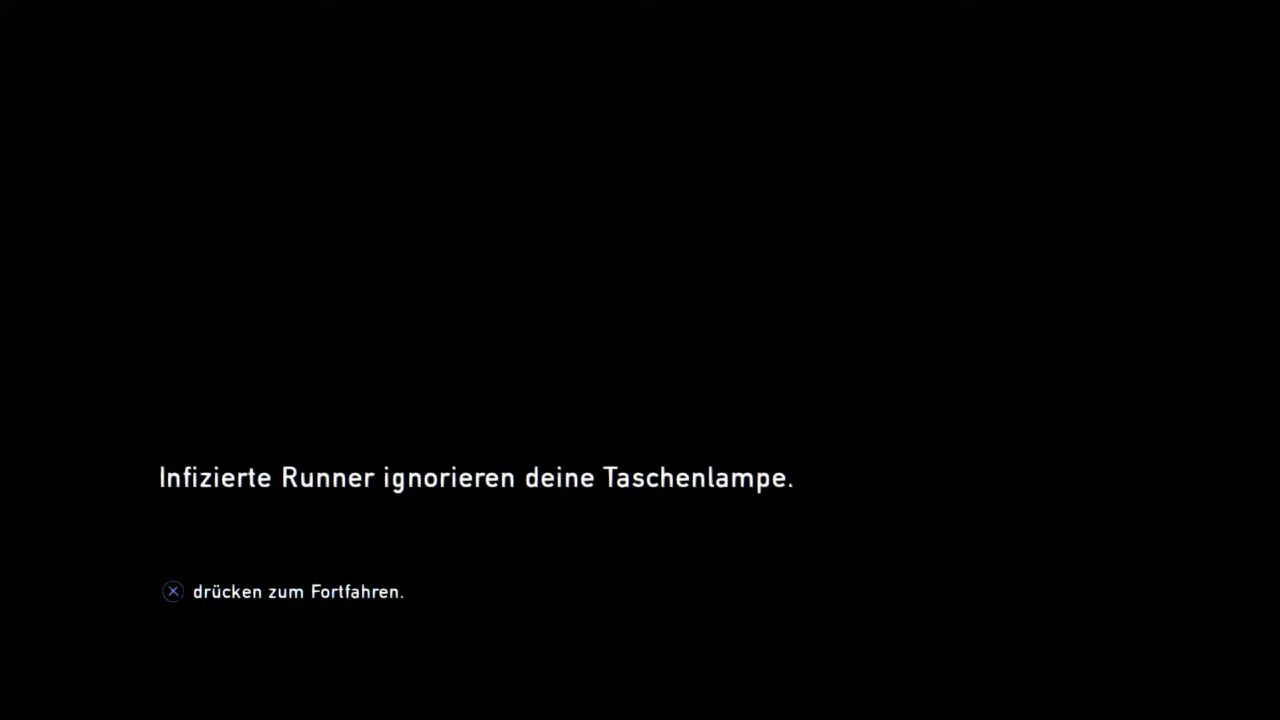 Infizierte Runner ignorieren deine Taschenlampe.
drücken zum Fortfahren.